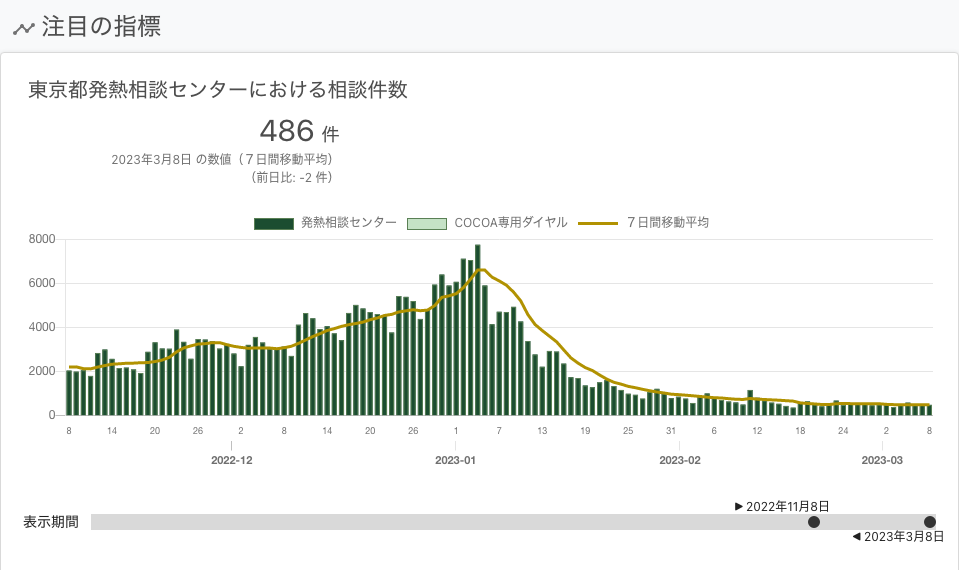 注目の指標
東京都発熱相談センターにおける相談件数
486 件
2023年3月8日 の数値（７日間移動平均）
（前日比: -2 件）
発熱相談センター COCOA専用ダイヤル ７日間移動平均
8000
6000
4000
2000
0
8 14 20 26 2 8 14 20 26 1 7 13 19 25 31 6 12 18 24 2 8
2022-12 2023-01 2023-02 2023-03
▶ 2022年11月8日
表示期間
◀ 2023年3月8日